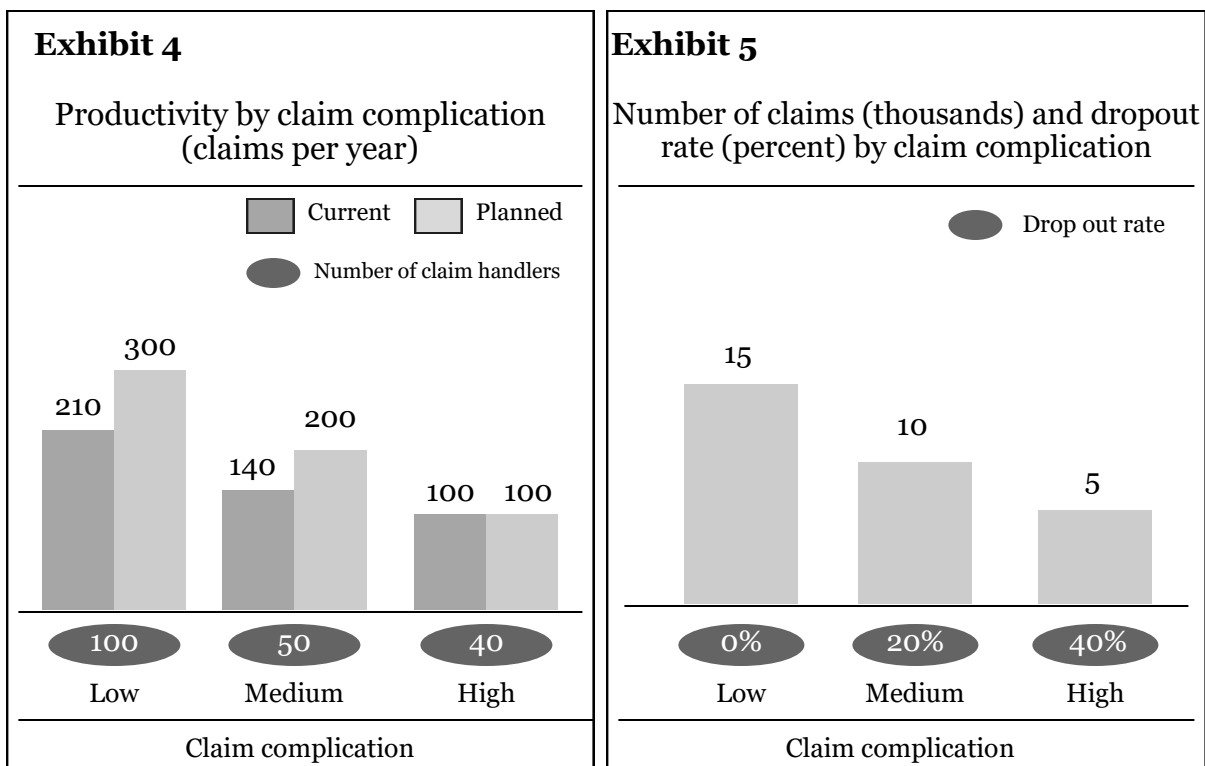 Exhibit 4
Productivity by claim complication
(claims per year)
Current
Planned
Number of claim handlers
210
300
140
200
100
100
100
50
40
Low
Medium
High
Claim complication
Exhibit 5
Number of claims (thousands) and dropout
rate (percent) by claim complication
Drop out rate
15
10
5
0%
20%
40%
Low
Medium
High
Claim complication